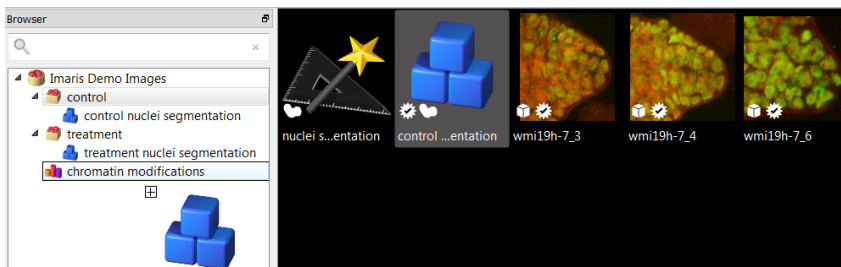 Browser
Imaris Demo Images
control
control nuclei segmentation
treatment
treatment nuclei segmentation
chromatin modifications
nuclei s...entation
control ...entation
wmi19h-7_3
wmi19h-7_4
wmi19h-7_6